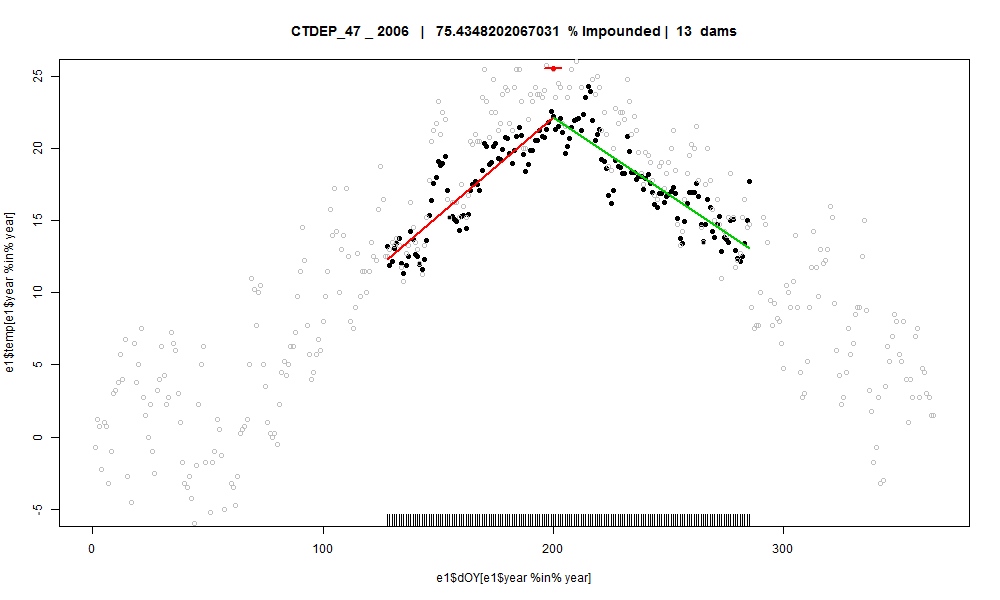 CTDEP_47 _ 2006 | 75.4348202067031 % Impounded | 13 dams
25
20
15
10
5
0
-5
e1$temp[e1$year %in% year]
0 100 200 300
e1$dOY[e1$year %in% year]